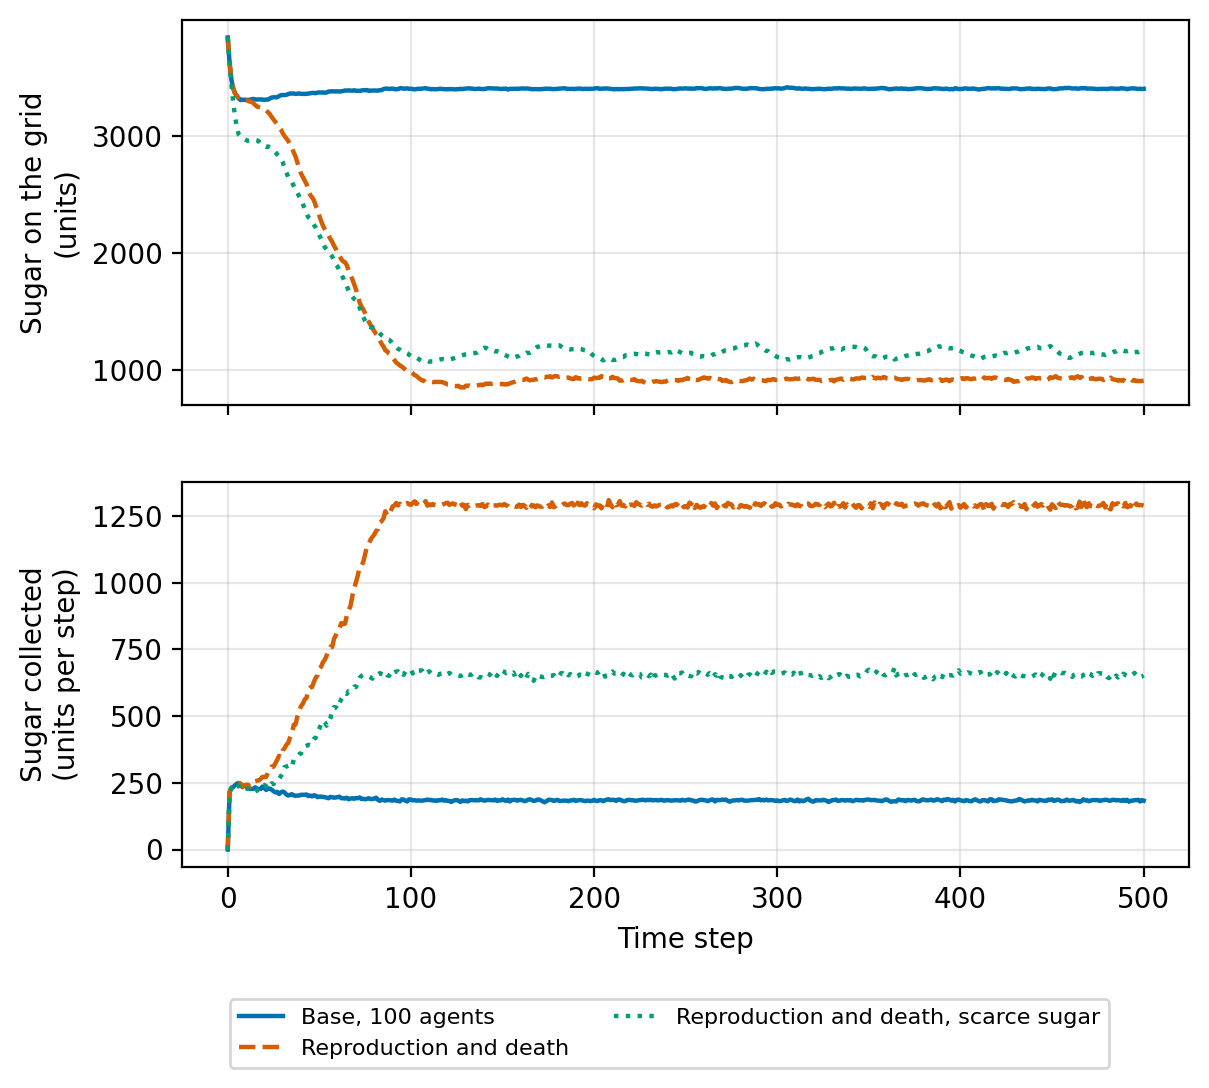 Sugar on the grid
(units)
3000
2000
1000
Sugar collected
(units per step)
1250
1000
750
500
250
0
0 100 200 300 400 500
Time step
Base, 100 agents
Reproduction and death
Reproduction and death, scarce sugar